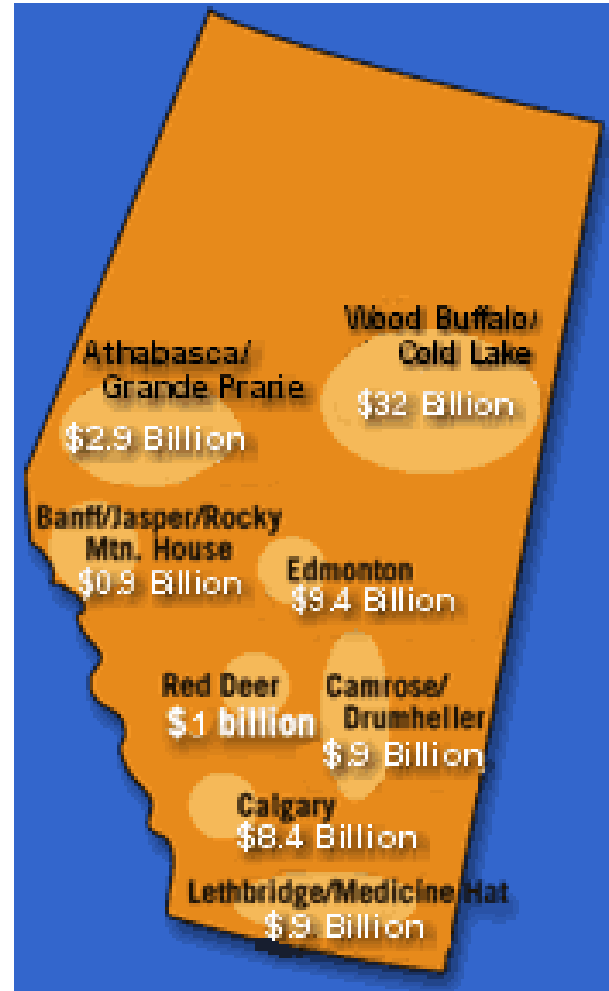 Wood Buffalo/
Cold Lake
$32 Billion
Athabasca/
Grande Prarie
$2.9 Billion
Banff/Jasper/Rocky
Mtn. House
$0.9 Billion
Edmonton
$9.4 Billion
Red Deer
$.1 billion
Camrose/
Drumheller
$.9 Billion
Calgary
$8.4 Billion
Lethbridge/Medicine Hat
$.9. Billion